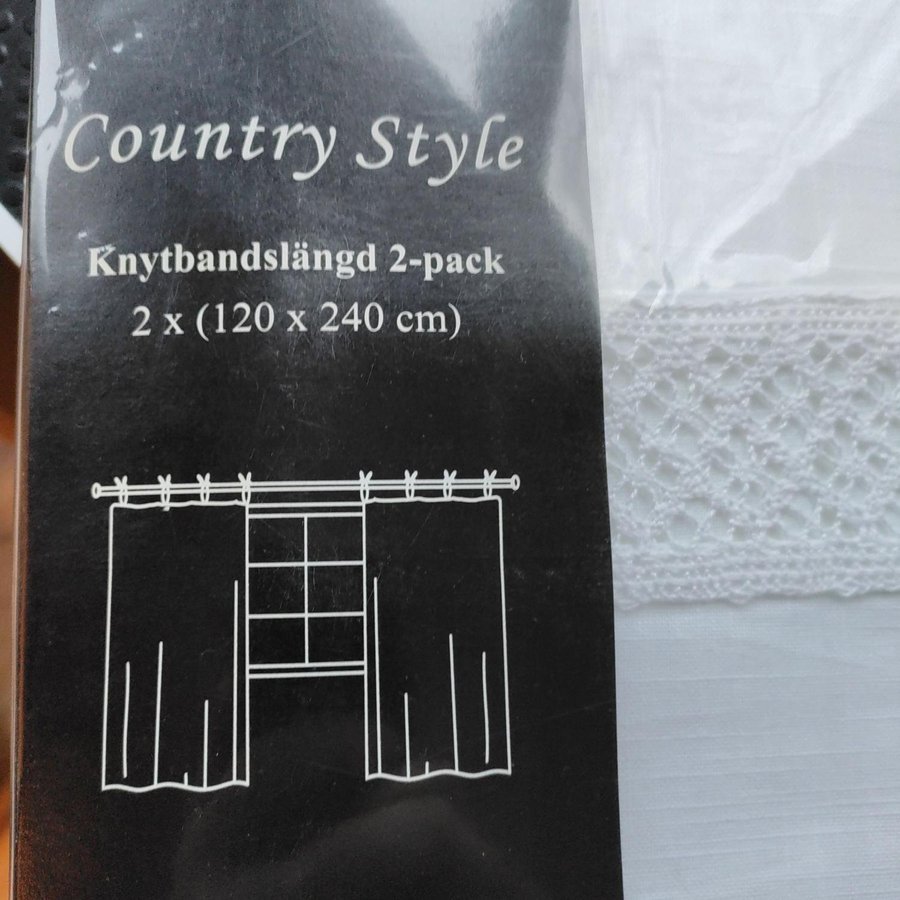 Country Style
Knytbandslängd 2-pack
2 x (120 x 240 cm)